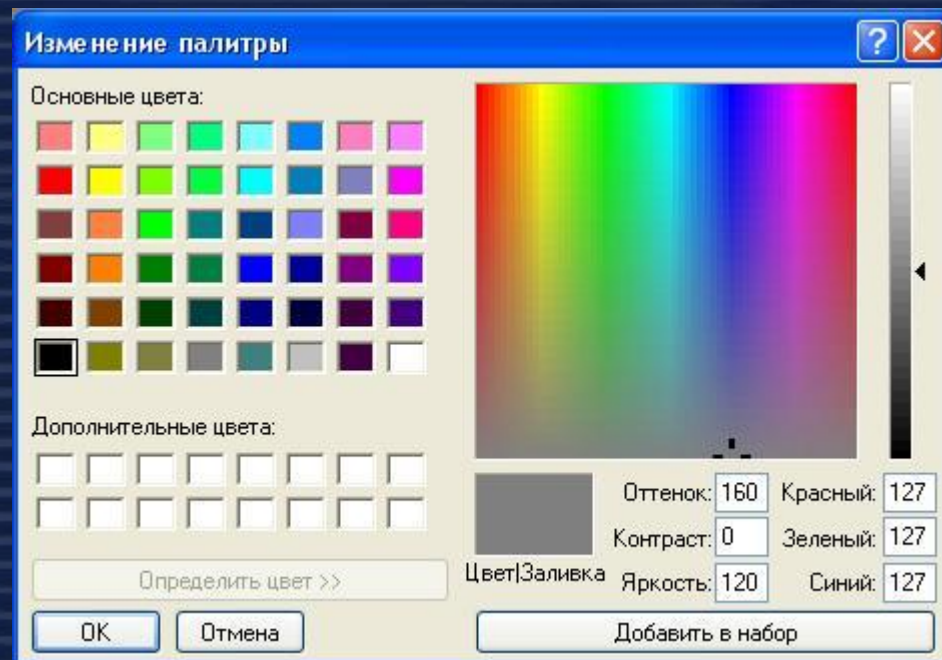 Изменение палитры
?
Основные цвета:
Дополнительные цвета:
Определить цвет >>
OK
Отмена
Цвет|Заливка
Оттенок: 160
Красный: 127
Контраст: 0
Зеленый: 127
Яркость: 120
Синий: 127
Добавить в набор